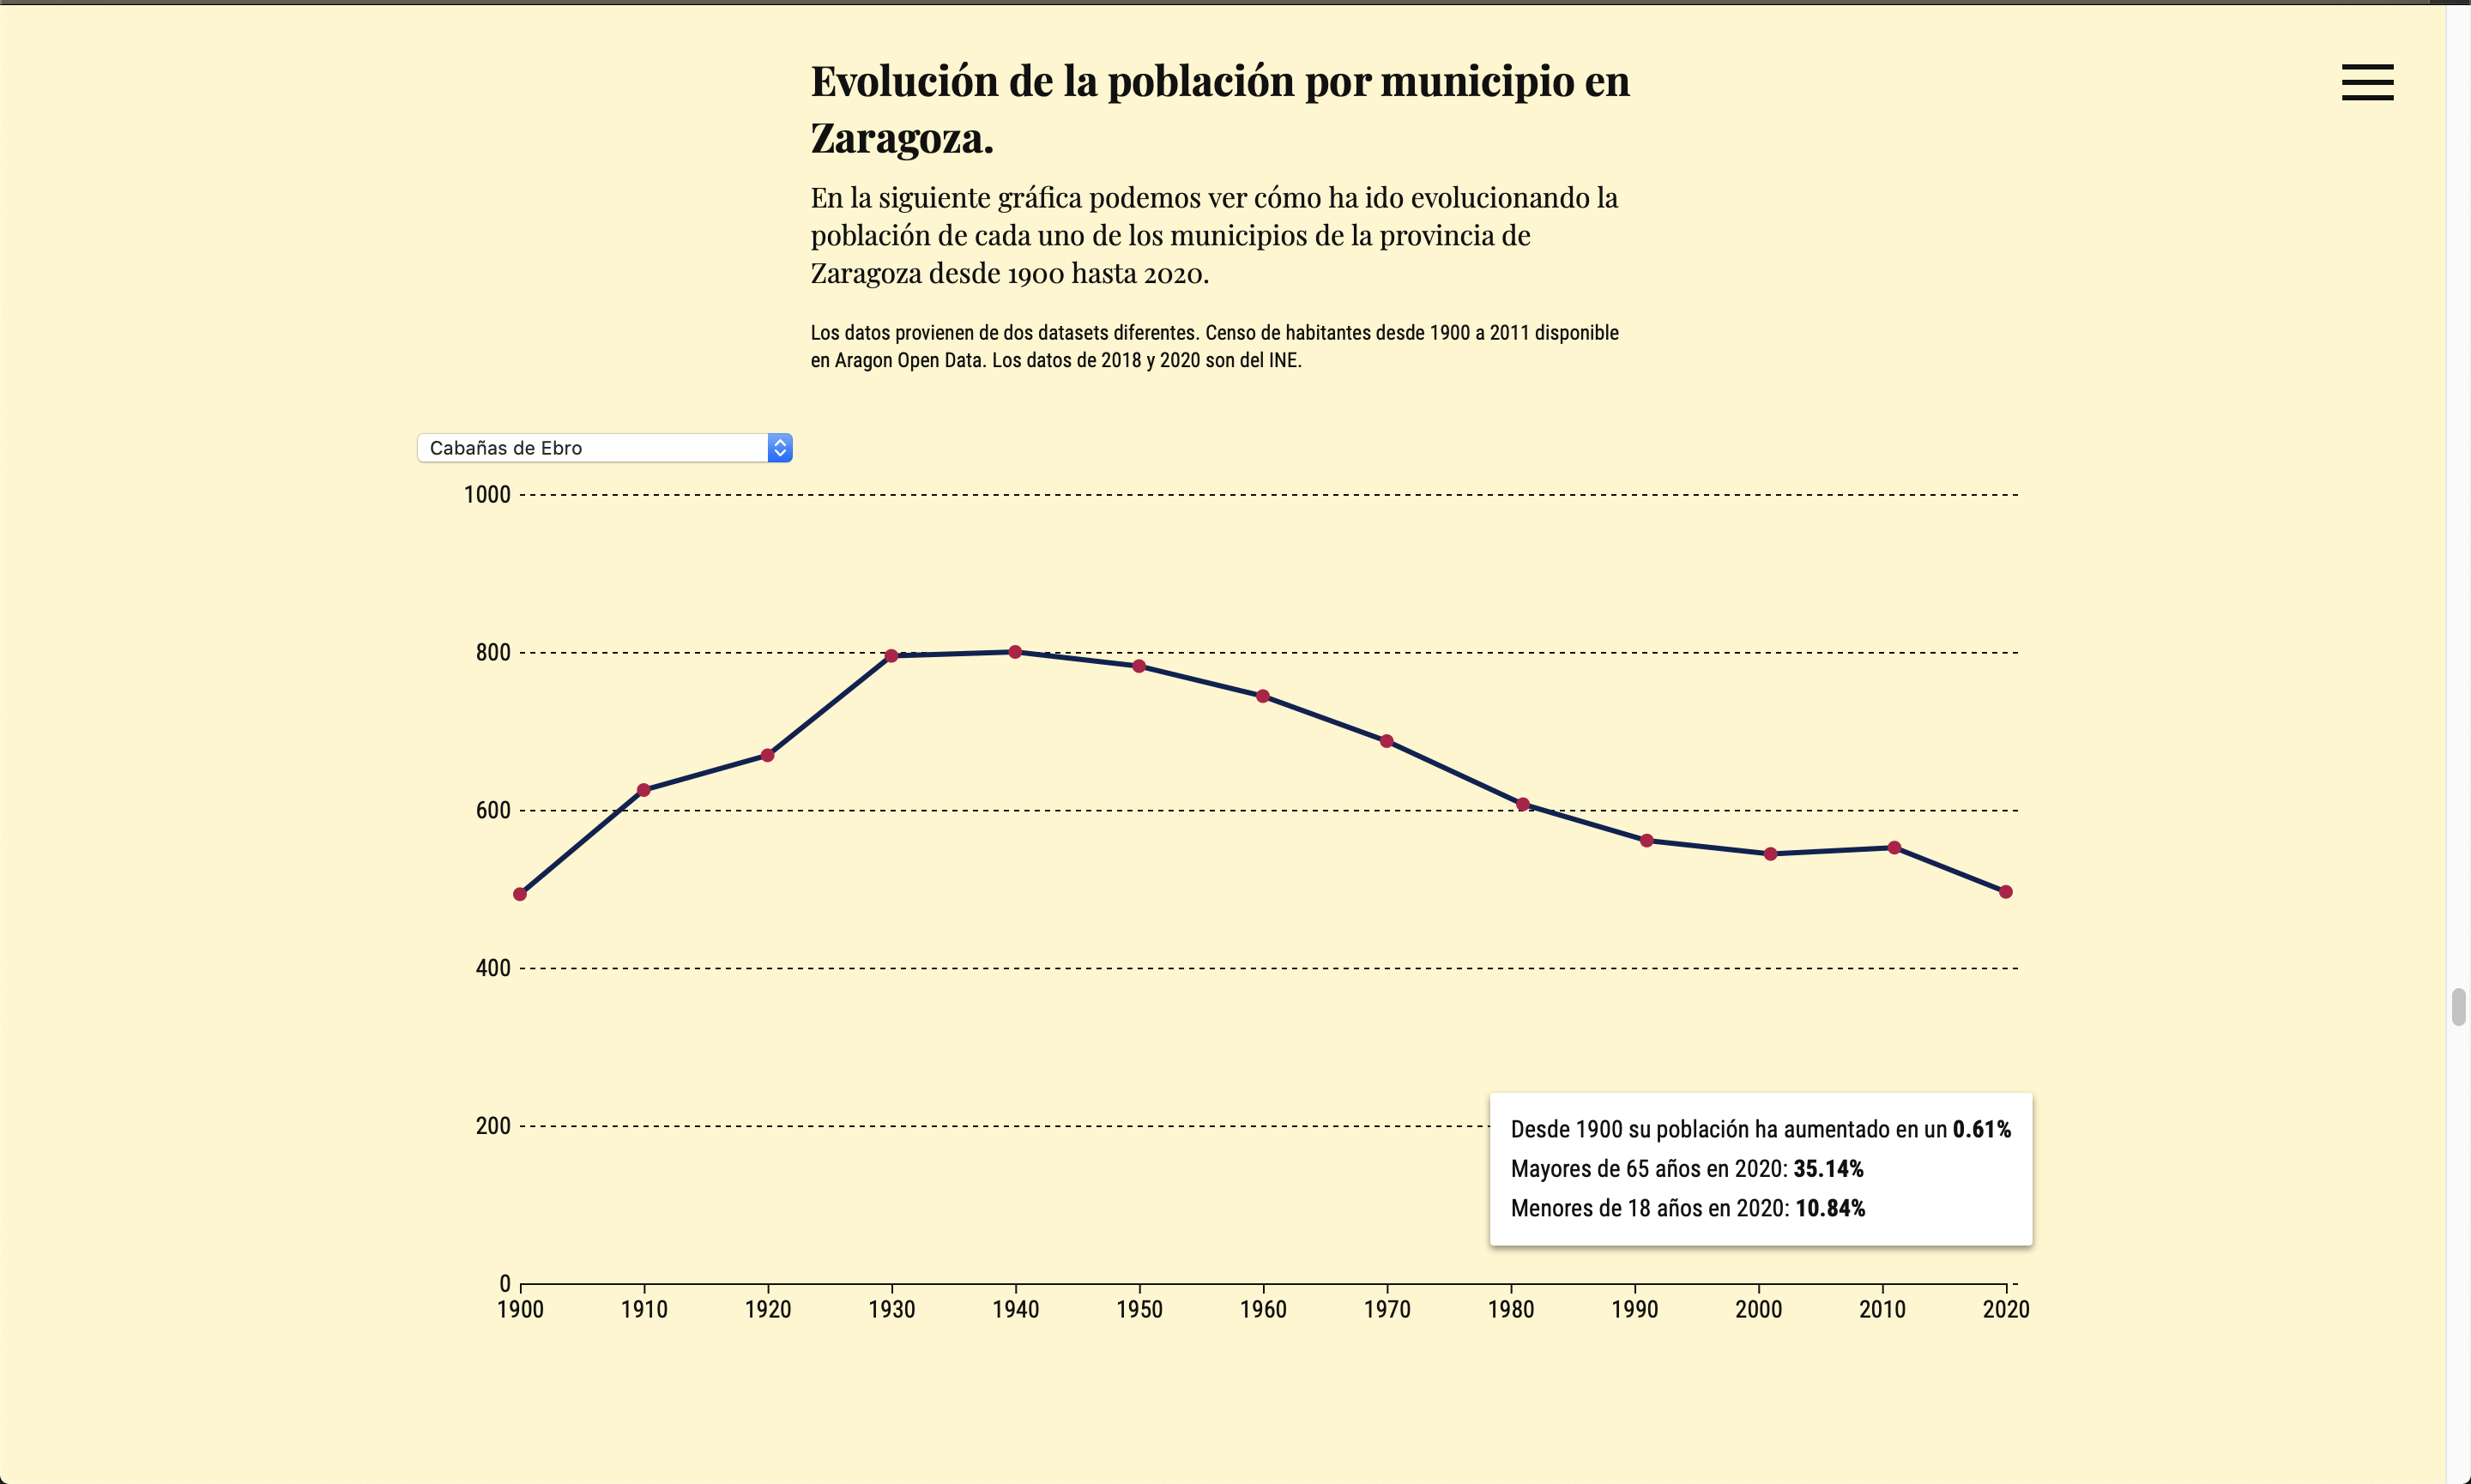 Evolución de la población por municipio en
Zaragoza.
En la siguiente gráfica podemos ver cómo ha ido evolucionando la
población de cada uno de los municipios de la provincia de
Zaragoza desde 1900 hasta 2020.
Los datos provienen de dos datasets diferentes. Censo de habitantes desde 1900 a 2011 disponible
en Aragon Open Data. Los datos de 2018 y 2020 son del INE.
Cabañas de Ebro
1000
800
600
400
200
0
Desde 1900 su población ha aumentado en un 0.61%
Mayores de 65 años en 2020: 35.14%
Menores de 18 años en 2020: 10.84%
1900 1910 1920 1930 1940 1950 1960 1970 1980 1990 2000 2010 2020